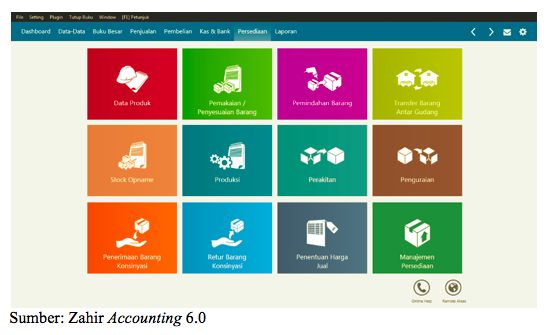 File Setting Plugin Tutup Buku Window [F1] Petunjuk
Dashboard Data-Data Buku Besar Penjualan Pembelian Kas & Bank Persediaan Laporan
Data Produk
Pemakaian /
Penyesuaian Barang
Pemindahan Barang
Transfer Barang
Antar Gudang
Stock Opname
Produksi
Perakitan
Penguraian
Penerimaan Barang
Konsinyasi
Retur Barang
Konsinyasi
Penentuan Harga
Jual
Manajemen
Persediaan
Online Help
Remote Assist
Sumber: Zahir Accounting 6.0